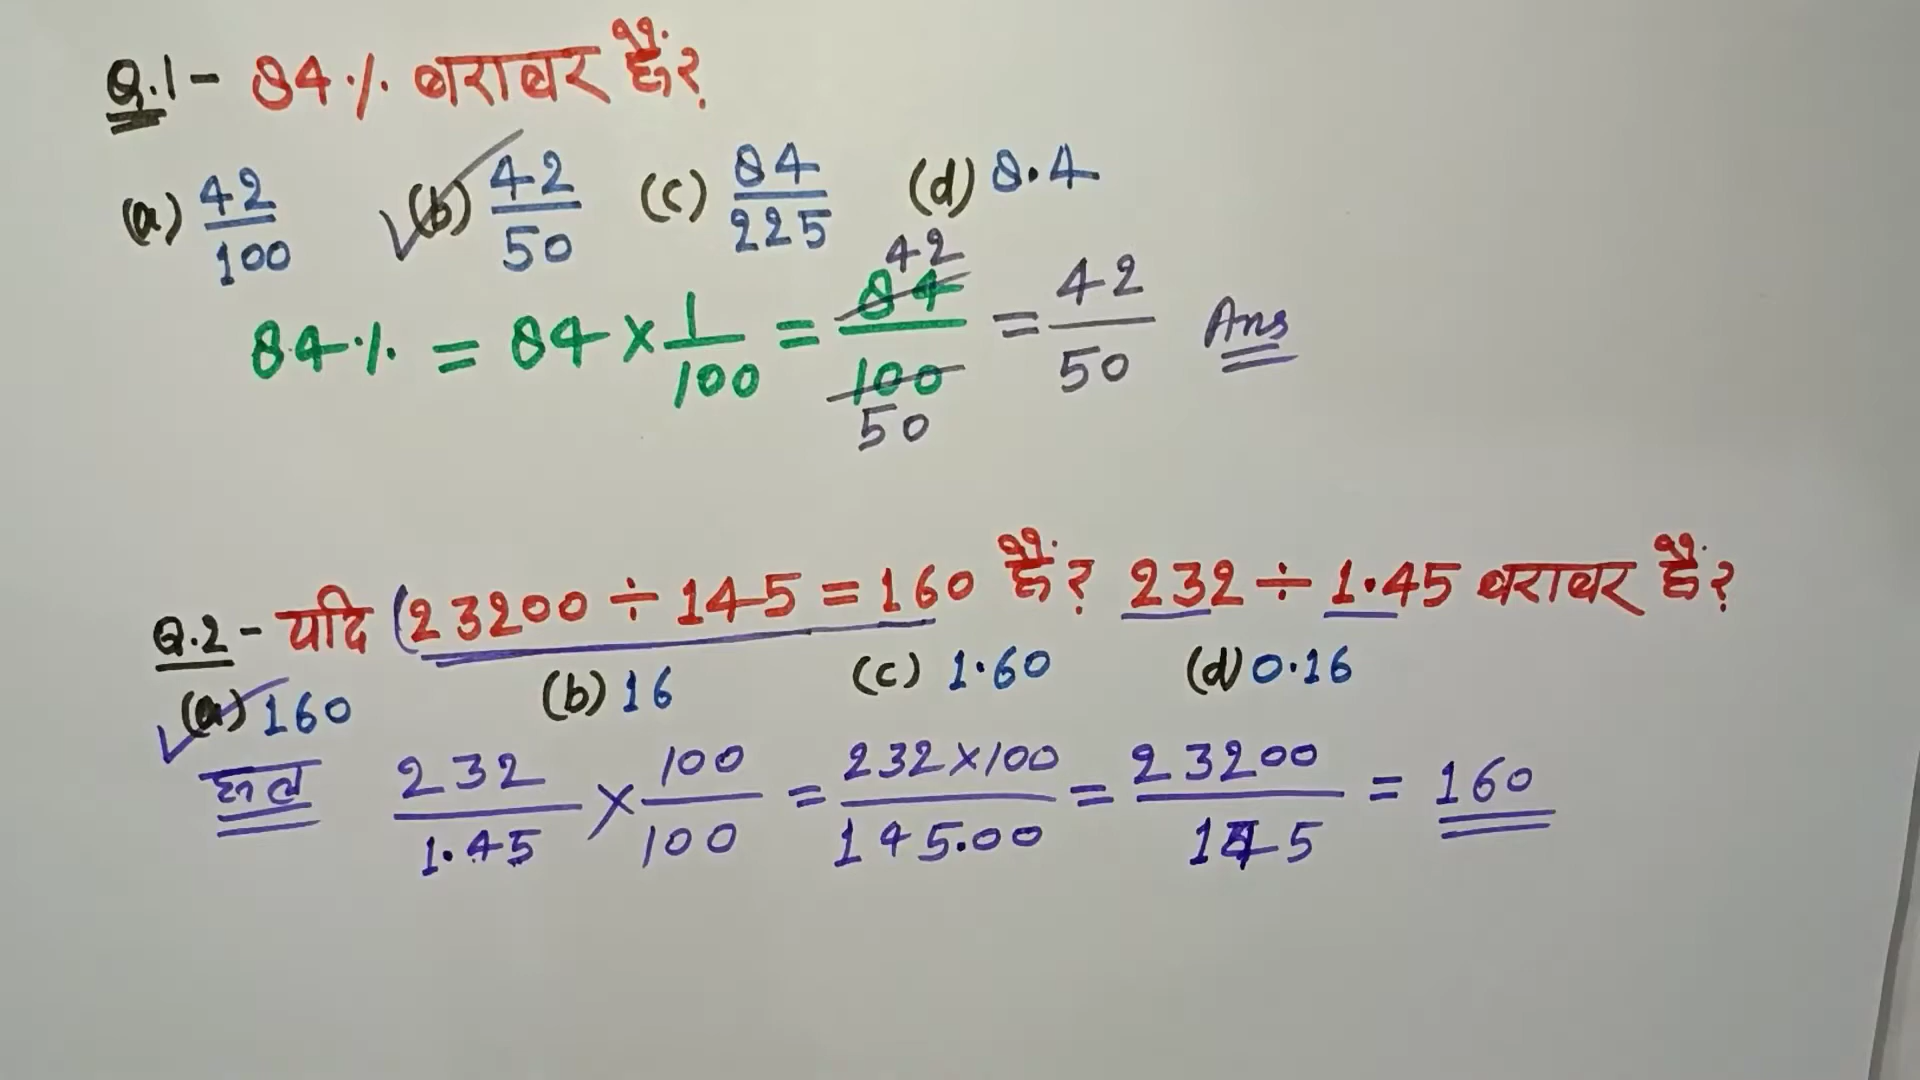 Q.1- 84% बराबर हैं?
(a) 42/100 (b) 42/50 (c) 84/225 (d) 8.4
84% = 84 × 1/100 = 84/100 = 42/50 Ans
42
50
Q.2- यदि (23200 ÷ 145 = 160 हैं? 232 ÷ 1.45 बराबर हैं?
(a) 160 (b) 16 (c) 1.60 (d) 0.16
हल 232/1.45 × 100/100 = 232×100/145.00 = 23200/145 = 160